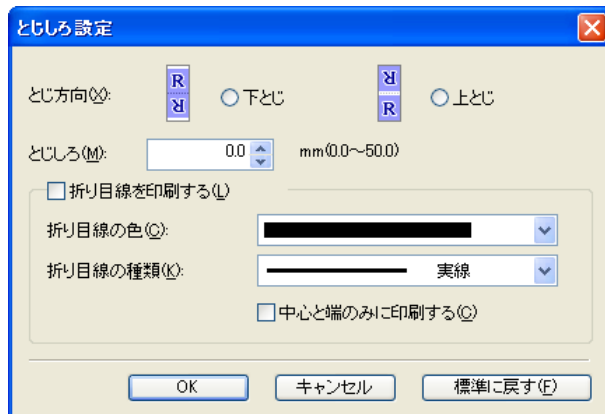 とじしろ設定
とじ方向(X): R R 下とじ R R 上とじ
とじしろ(M): 0.0 mm(0.0～50.0)
折り目線を印刷する(L)
折り目線の色(C):
折り目線の種類(K): 実線
中心と端のみに印刷する(C)
OK キャンセル 標準に戻す(F)